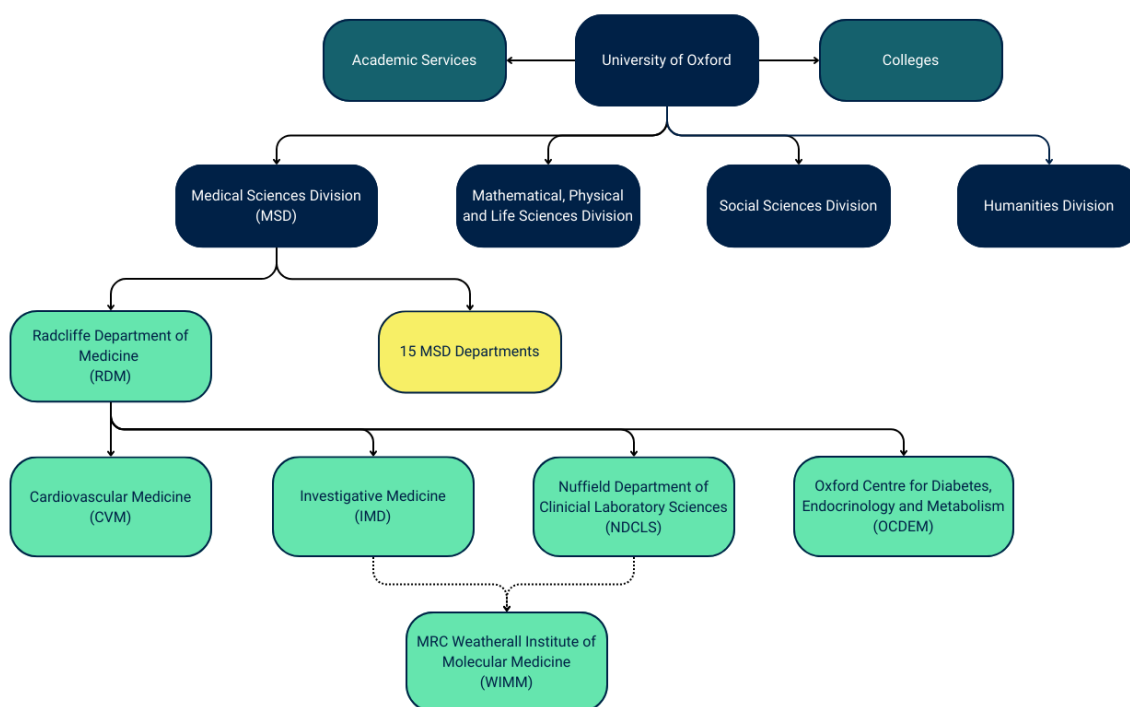 Academic Services
University of Oxford
Colleges
Medical Sciences Division
(MSD)
Mathematical, Physical
and Life Sciences Division
Social Sciences Division
Humanities Division
Radcliffe Department of
Medicine
(RDM)
15 MSD Departments
Cardiovascular Medicine
(CVM)
Investigative Medicine
(IMD)
Nuffield Department of
Clinicial Laboratory Sciences
(NDCLS)
Oxford Centre for Diabetes,
Endocrinology and Metabolism
(OCDEM)
MRC Weatherall Institute of
Molecular Medicine
(WIMM)